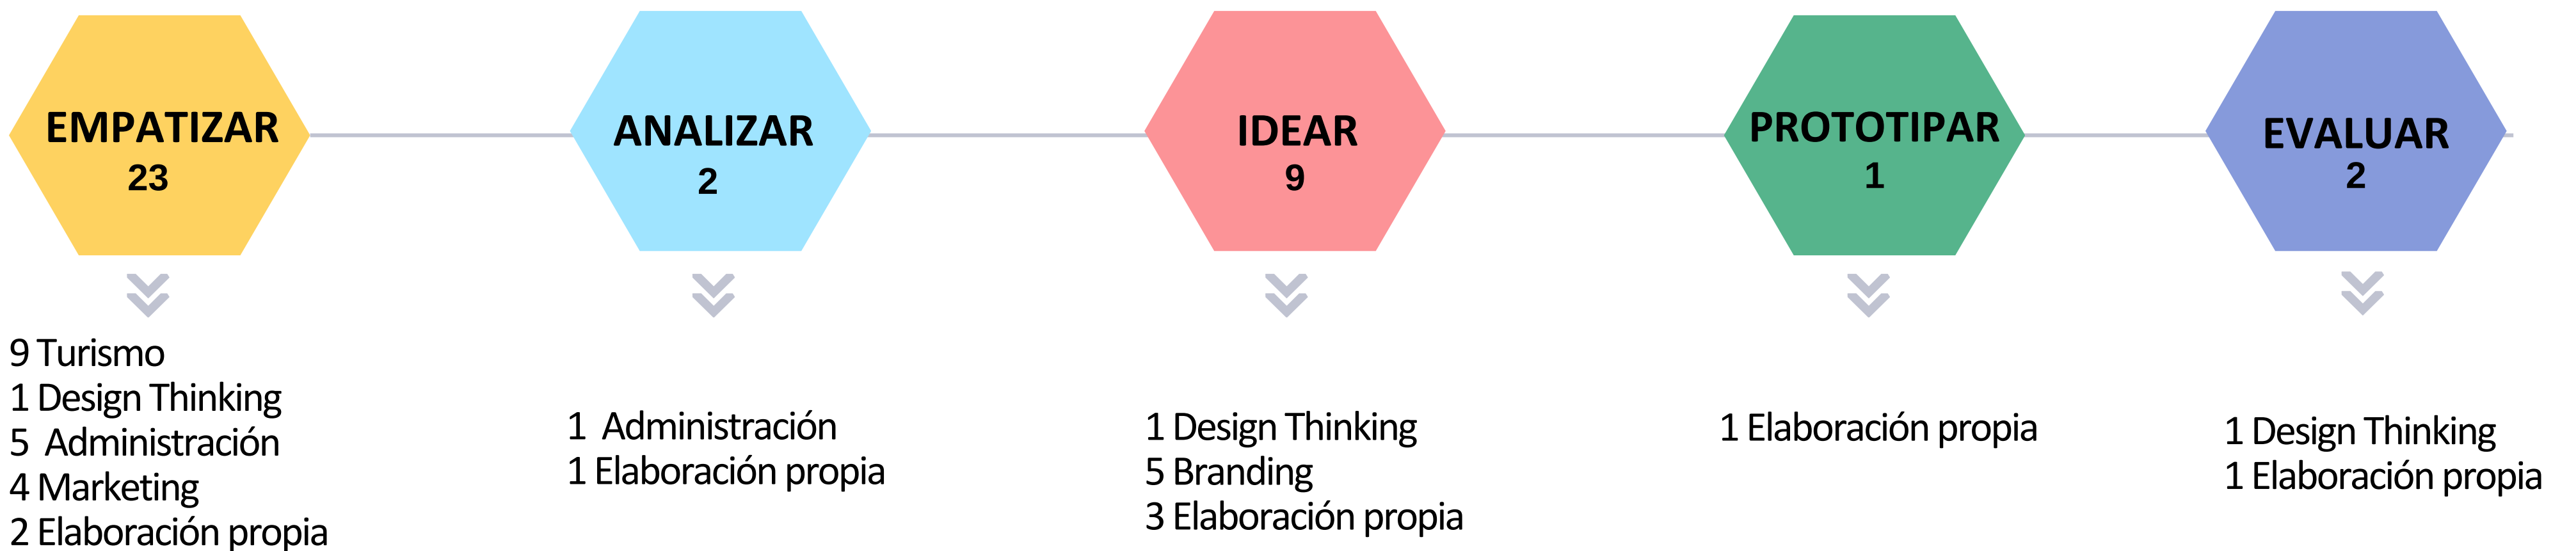 EMPATIZAR
23
9 Turismo
1 Design Thinking
5 Administración
4 Marketing
2 Elaboración propia
ANALIZAR
2
1 Administración
1 Elaboración propia
IDEAR
9
1 Design Thinking
5 Branding
3 Elaboración propia
PROTOTIPAR
1
1 Elaboración propia
EVALUAR
2
1 Design Thinking
1 Elaboración propia